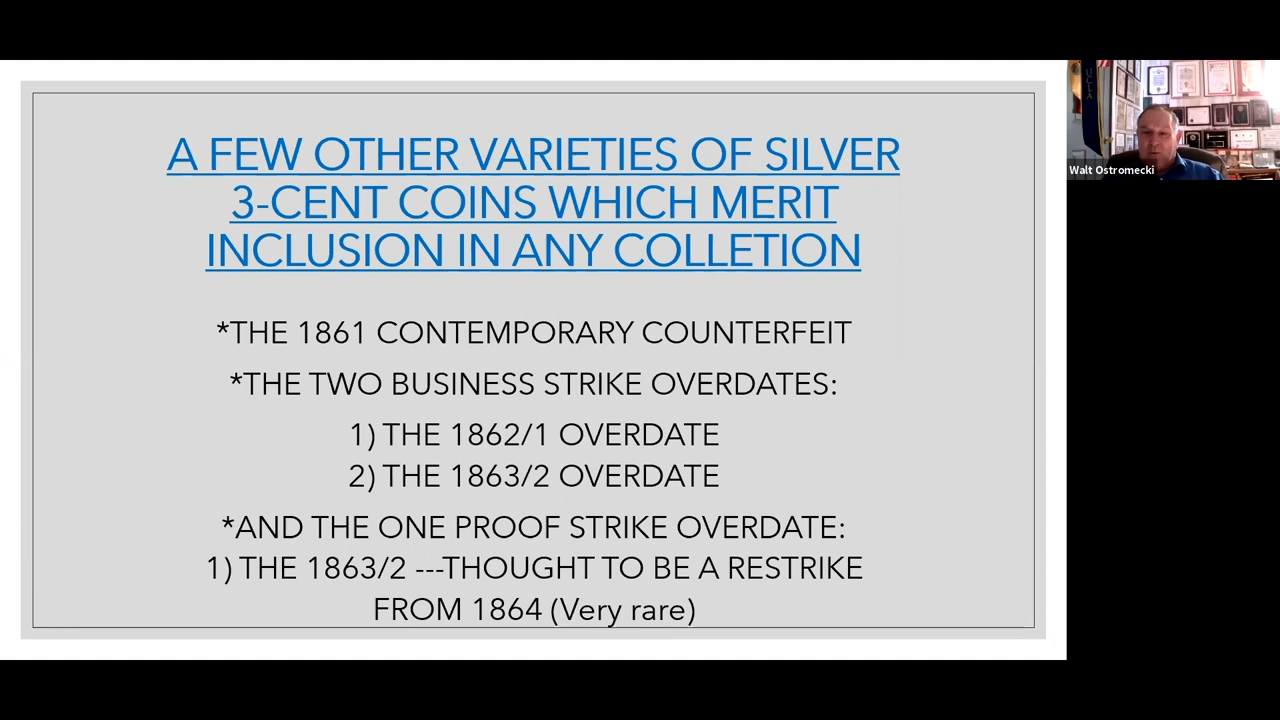 A FEW OTHER VARIETIES OF SILVER
3-CENT COINS WHICH MERIT
INCLUSION IN ANY COLLETION
*THE 1861 CONTEMPORARY COUNTERFEIT
*THE TWO BUSINESS STRIKE OVERDATES:
1) THE 1862/1 OVERDATE
2) THE 1863/2 OVERDATE
*AND THE ONE PROOF STRIKE OVERDATE:
1) THE 1863/2 ---THOUGHT TO BE A RESTRIKE
FROM 1864 (Very rare)
UCLA
Walt Ostromecki